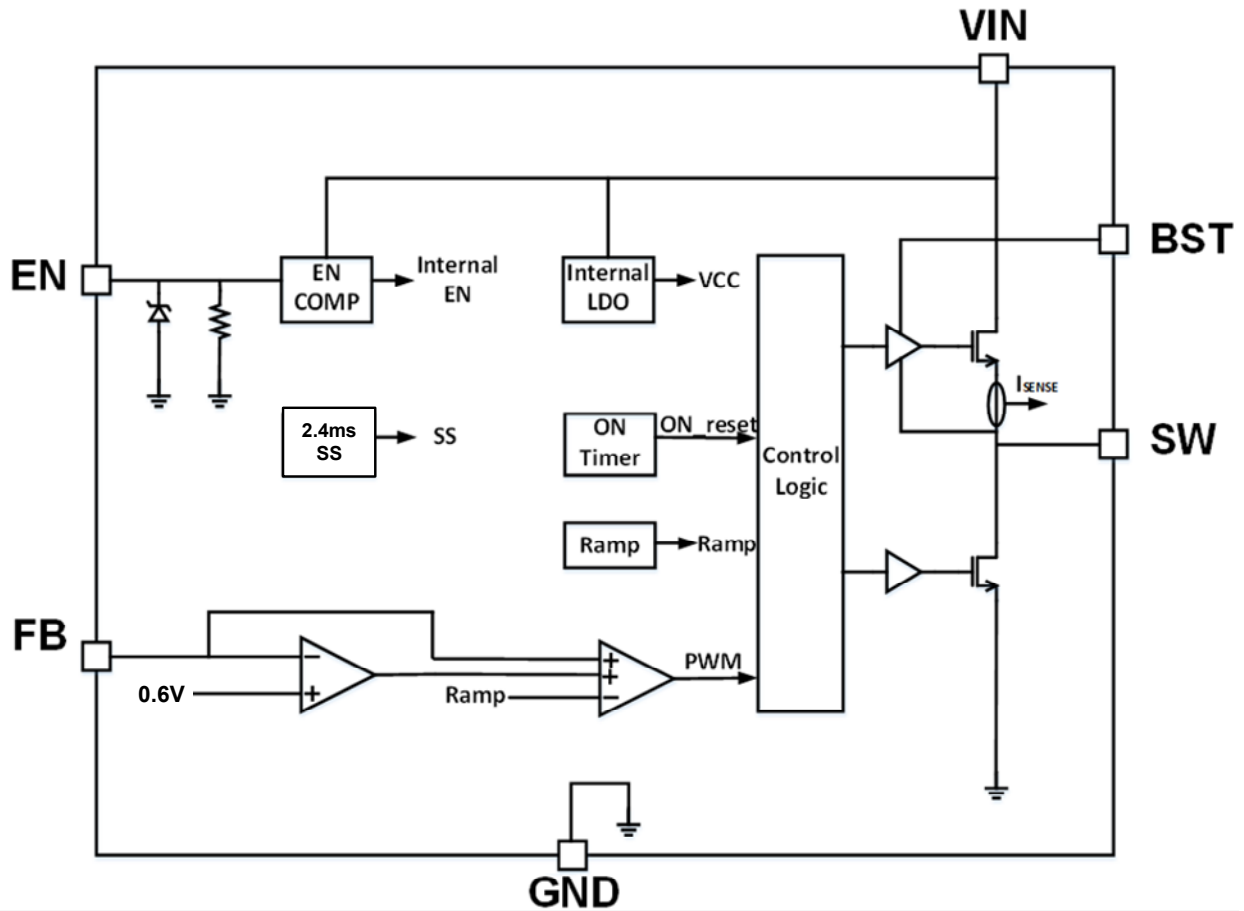 VIN
BST
EN
EN
COMP
Internal
EN
Internal
LDO
VCC
I SENSE
2.4ms
SS
SS
ON
Timer
ON_reset
Control
Logic
SW
Ramp
Ramp
FB
−
+
0.6V
+
+
−
Ramp
PWM
GND